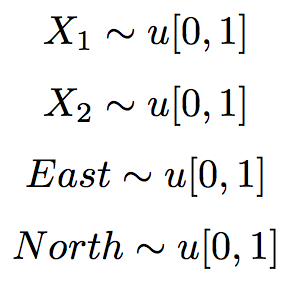 X₁ ∼ u[0, 1]
X₂ ∼ u[0, 1]
East ∼ u[0, 1]
North ∼ u[0, 1]